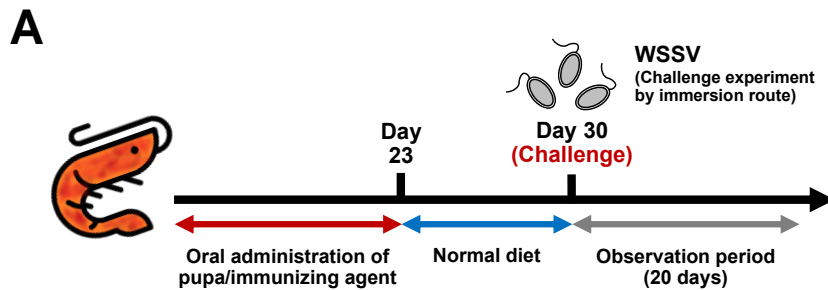 A
WSSV
(Challenge experiment
by immersion route)
Day
23
Day 30
(Challenge)
Oral administration of
pupa/immunizing agent
Normal diet
Observation period
(20 days)